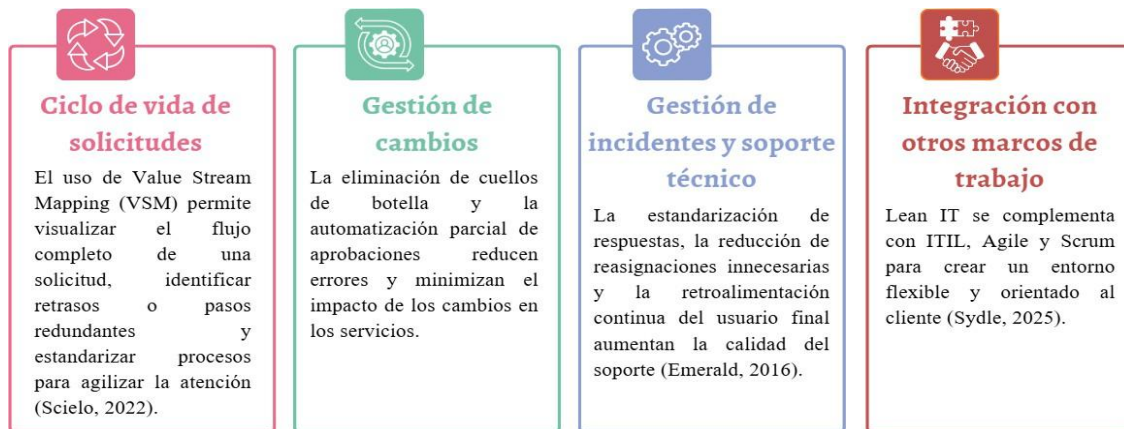 Ciclo de vida de
solicitudes
El uso de Value Stream
Mapping (VSM) permite
visualizar el flujo
completo de una
solicitud, identificar
retrasos o pasos
redundantes y
estandarizar procesos
para agilizar la atención
(Scielo, 2022).
Gestión de
cambios
La eliminación de cuellos
de botella y la
automatización parcial de
aprobaciones reducen
errores y minimizan el
impacto de los cambios en
los servicios.
Gestión de
incidentes y soporte
técnico
La estandarización de
respuestas, la reducción de
reasignaciones innecesarias
y la retroalimentación
continua del usuario final
aumentan la calidad del
soporte (Emerald, 2016).
Integración con
otros marcos de
trabajo
Lean IT se complementa
con ITIL, Agile y Scrum
para crear un entorno
flexible y orientado al
cliente (Sydle, 2025).